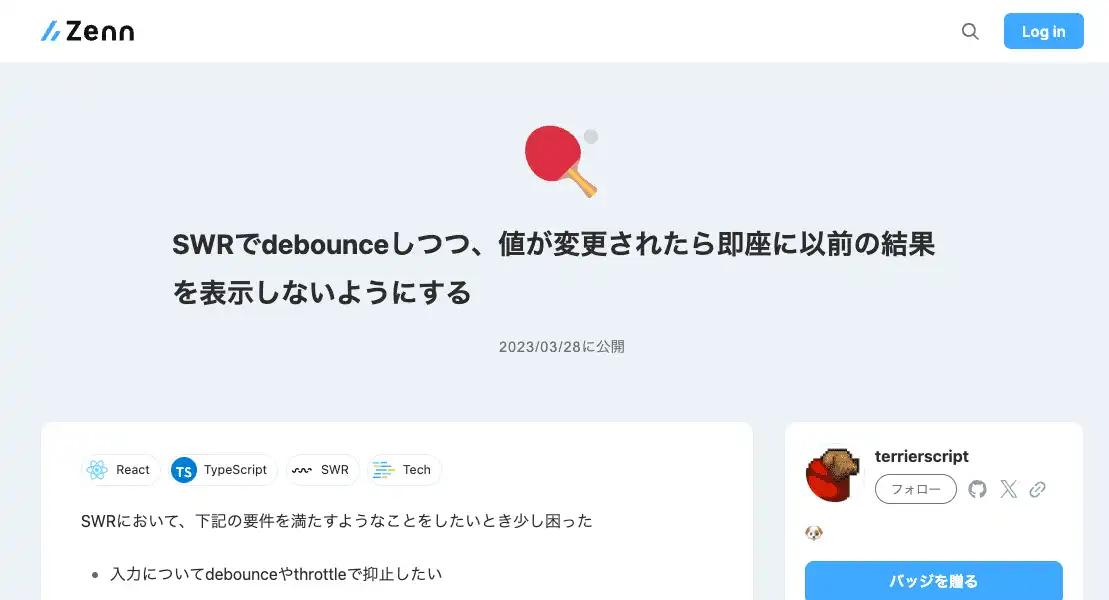 Zenn
Log in
SWRでdebounceしつつ、値が変更されたら即座に以前の結果
を表示しないようにする
2023/03/28に公開
React
TS
TypeScript
SWR
Tech
SWRにおいて、下記の要件を満たすようなことをしたいとき少し困った
入力についてdebounceやthrottleで抑止したい
terrierscript
フォロー
バッジを贈る